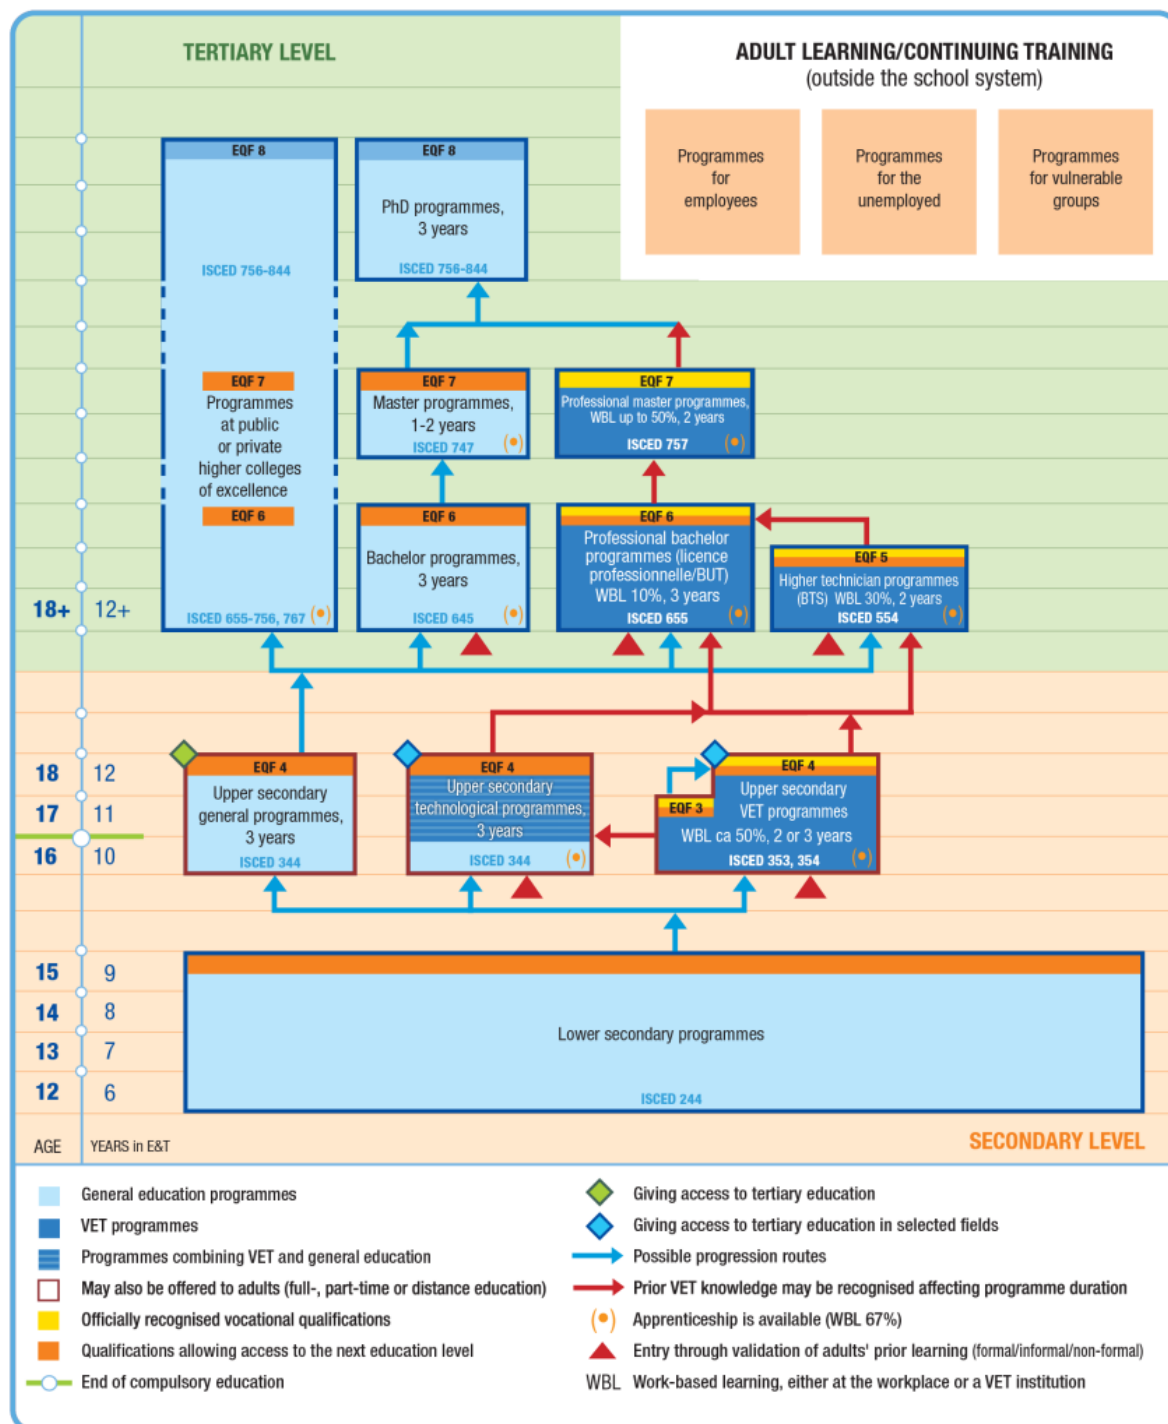 TERTIARY LEVEL
ADULT LEARNING/CONTINUING TRAINING
(outside the school system)
Programmes
for
employees
Programmes
for the
unemployed
Programmes
for vulnerable
groups
EQF 8
ISCED 756-844
EQF 7
Programmes
at public
or private
higher colleges
of excellence
EQF 6
ISCED 655-756, 767
EQF 8
PhD programmes,
3 years
ISCED 756-844
EQF 7
Master programmes,
1-2 years
ISCED 747
EQF 7
Professional master programmes,
WBL up to 50%, 2 years
ISCED 757
EQF 6
Bachelor programmes,
3 years
ISCED 645
EQF 6
Professional bachelor
programmes (licence
professionnelle/BUT)
WBL 10%, 3 years
ISCED 655
EQF 5
Higher technician programmes
(BTS) WBL 30%, 2 years
ISCED 554
18+ 12+
18 12
17 11
16 10
EQF 4
Upper secondary
general programmes,
3 years
ISCED 344
EQF 4
Upper secondary
technological programmes,
3 years
ISCED 344
EQF 3
EQF 4
Upper secondary
VET programmes
WBL ca 50%, 2 or 3 years
ISCED 353, 354
15 9
14 8
13 7
12 6
Lower secondary programmes
ISCED 244
AGE YEARS in E&T
SECONDARY LEVEL
General education programmes
VET programmes
Programmes combining VET and general education
May also be offered to adults (full-, part-time or distance education)
Officially recognised vocational qualifications
Qualifications allowing access to the next education level
End of compulsory education
Giving access to tertiary education
Giving access to tertiary education in selected fields
Possible progression routes
Prior VET knowledge may be recognised affecting programme duration
Apprenticeship is available (WBL 67%)
Entry through validation of adults' prior learning (formal/informal/non-formal)
WBL Work-based learning, either at the workplace or a VET institution